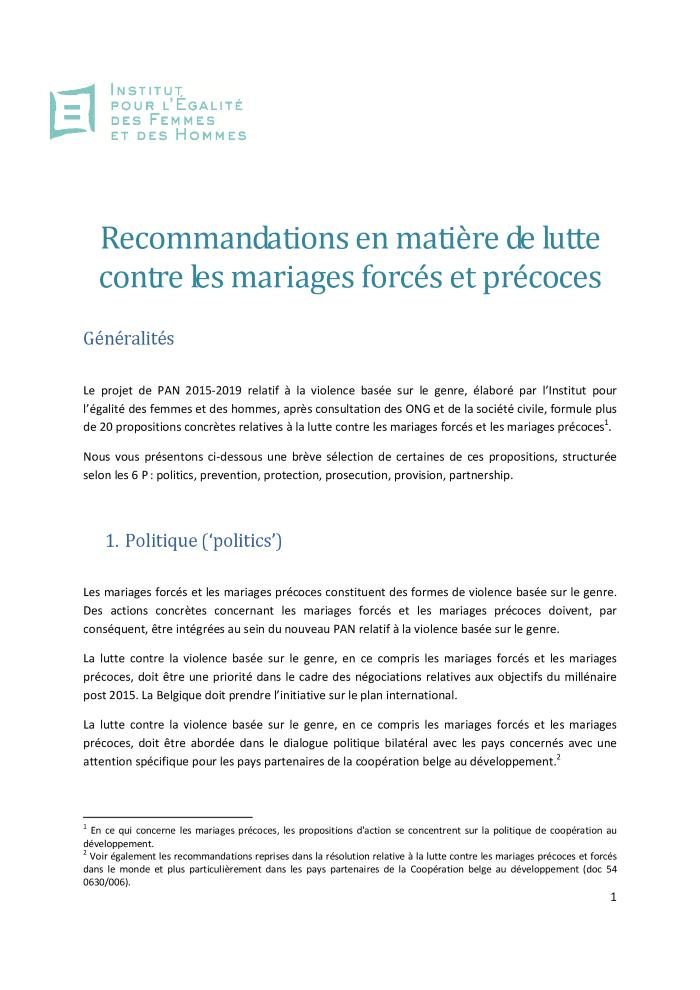 Institut
pour l'Égalité
des Femmes
et des Hommes
Recommandations en matière de lutte
contre les mariages forcés et précoces
Généralités
Le projet de PAN 2015-2019 relatif à la violence basée sur le genre, élaboré par l'Institut pour
l'égalité des femmes et des hommes, après consultation des ONG et de la société civile, formule plus
de 20 propositions concrètes relatives à la lutte contre les mariages forcés et les mariages précoces1.
Nous vous présentons ci-dessous une brève sélection de certaines de ces propositions, structurée
selon les 6 P : politics, prevention, protection, prosecution, provision, partnership.
1. Politique ('politics')
Les mariages forcés et les mariages précoces constituent des formes de violence basée sur le genre.
Des actions concrètes concernant les mariages forcés et les mariages précoces doivent, par
conséquent, être intégrées au sein du nouveau PAN relatif à la violence basée sur le genre.
La lutte contre la violence basée sur le genre, en ce compris les mariages forcés et les mariages
précoces, doit être une priorité dans le cadre des négociations relatives aux objectifs du millénaire
post 2015. La Belgique doit prendre l'initiative sur le plan international.
La lutte contre la violence basée sur le genre, en ce compris les mariages forcés et les mariages
précoces, doit être abordée dans le dialogue politique bilatéral avec les pays concernés avec une
attention spécifique pour les pays partenaires de la coopération belge au développement.2
1 En ce qui concerne les mariages précoces, les propositions d'action se concentrent sur la politique de coopération au
développement.
2 Voir également les recommandations reprises dans la résolution relative à la lutte contre les mariages précoces et forcés
dans le monde et plus particulièrement dans les pays partenaires de la Coopération belge au développement (doc 54
0630/006).
1